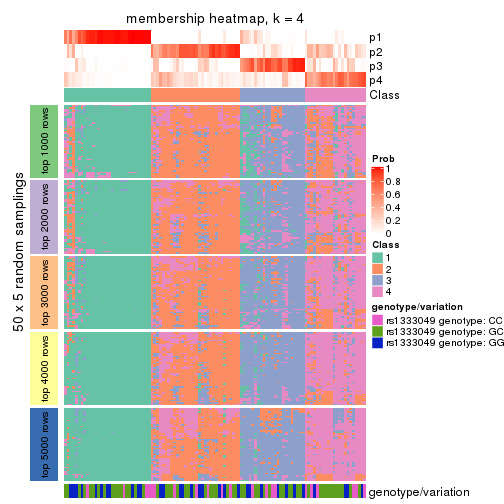 membership heatmap, k = 4
p1
p2
p3
p4
Class
50 x 5 random samplings
top 1000 rows
top 2000 rows
top 3000 rows
top 4000 rows
top 5000 rows
genotype/variation
Prob
1
0.8
0.6
0.4
0.2
0
Class
1
2
3
4
genotype/variation
rs1333049 genotype: CC
rs1333049 genotype: GC
rs1333049 genotype: GG